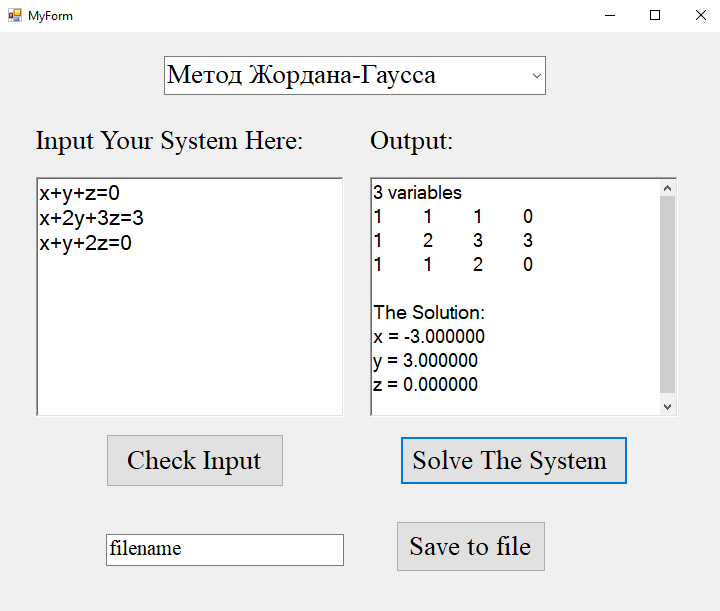 MyForm
Метод Жордана-Гаусса
Input Your System Here:
Output:
x+y+z=0
x+2y+3z=3
x+y+2z=0
3 variables
1 1 1 0
1 2 3 3
1 1 2 0
The Solution:
x = -3.000000
y = 3.000000
z = 0.000000
Check Input
Solve The System
filename
Save to file